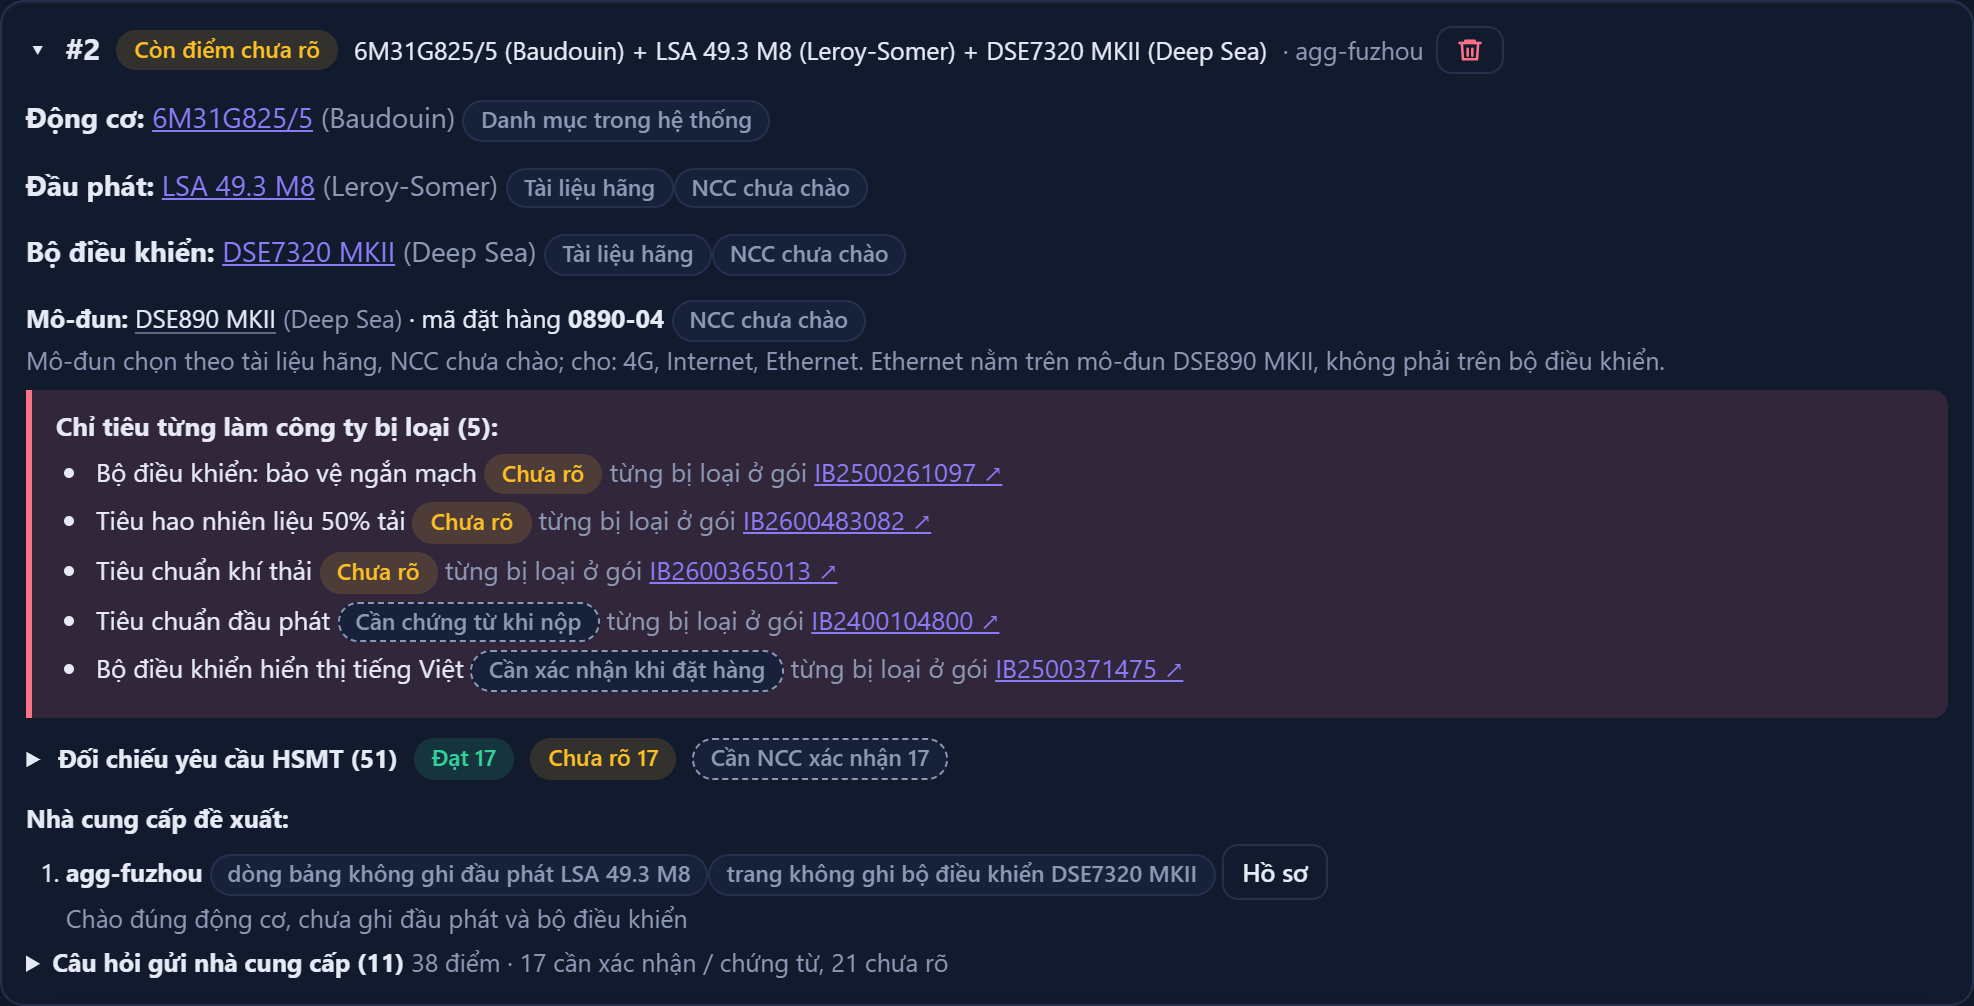 ▼ #2 Còn điểm chưa rõ 6M31G825/5 (Baudouin) + LSA 49.3 M8 (Leroy-Somer) + DSE7320 MKII (Deep Sea) · agg-fuzhou
Động cơ: 6M31G825/5 (Baudouin) Danh mục trong hệ thống
Đầu phát: LSA 49.3 M8 (Leroy-Somer) Tài liệu hãng NCC chưa chào
Bộ điều khiển: DSE7320 MKII (Deep Sea) Tài liệu hãng NCC chưa chào
Mô-đun: DSE890 MKII (Deep Sea) · mã đặt hàng 0890-04 NCC chưa chào
Mô-đun chọn theo tài liệu hãng, NCC chưa chào; cho: 4G, Internet, Ethernet. Ethernet nằm trên mô-đun DSE890 MKII, không phải trên bộ điều khiển.
Chỉ tiêu từng làm công ty bị loại (5):
• Bộ điều khiển: bảo vệ ngắn mạch Chưa rõ từng bị loại ở gói IB2500261097 ↗
• Tiêu hao nhiên liệu 50% tải Chưa rõ từng bị loại ở gói IB2600483082 ↗
• Tiêu chuẩn khí thải Chưa rõ từng bị loại ở gói IB2600365013 ↗
• Tiêu chuẩn đầu phát Cần chứng từ khi nộp từng bị loại ở gói IB2400104800 ↗
• Bộ điều khiển hiển thị tiếng Việt Cần xác nhận khi đặt hàng từng bị loại ở gói IB2500371475 ↗
▶ Đối chiếu yêu cầu HSMT (51) Đạt 17 Chưa rõ 17 Cần NCC xác nhận 17
Nhà cung cấp đề xuất:
1. agg-fuzhou dòng bảng không ghi đầu phát LSA 49.3 M8 trang không ghi bộ điều khiển DSE7320 MKII Hồ sơ
Chào đúng động cơ, chưa ghi đầu phát và bộ điều khiển
▶ Câu hỏi gửi nhà cung cấp (11) 38 điểm · 17 cần xác nhận / chứng từ, 21 chưa rõ